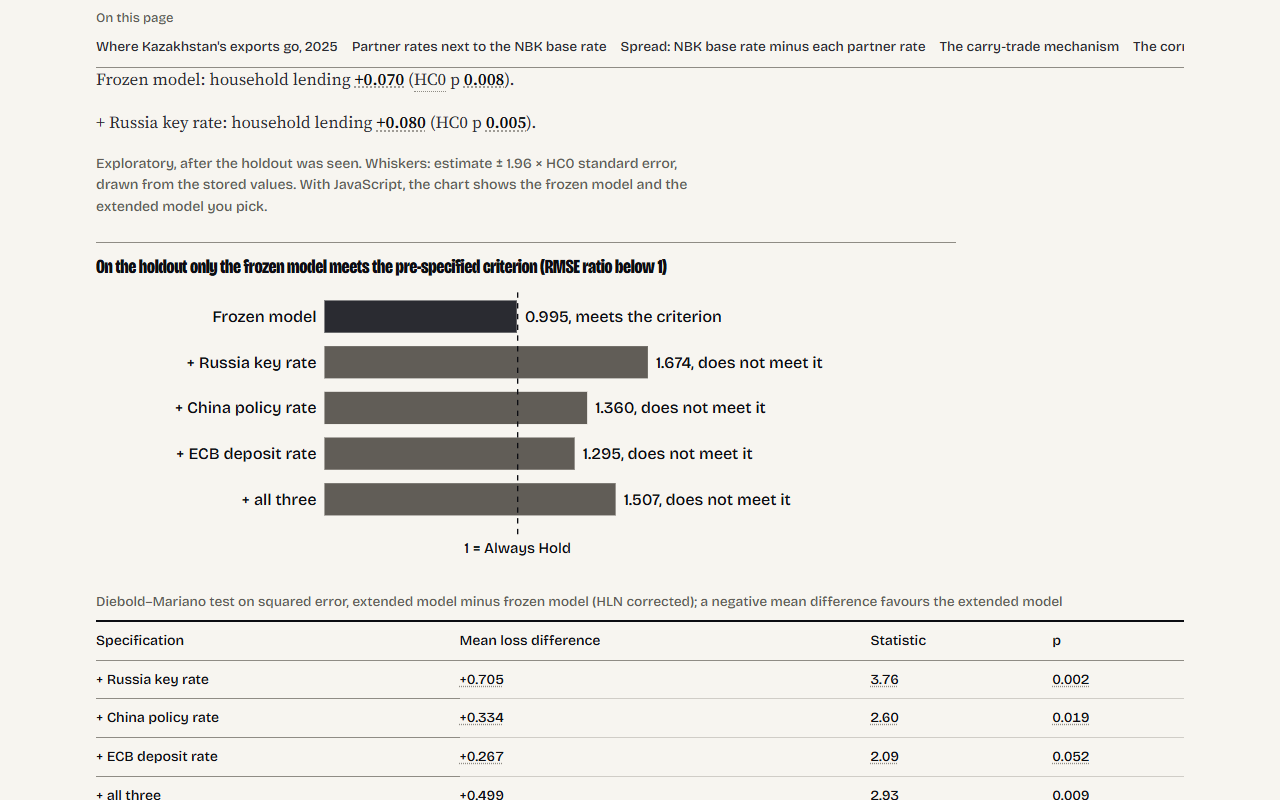 On this page
Where Kazakhstan's exports go, 2025 Partner rates next to the NBK base rate Spread: NBK base rate minus each partner rate The carry-trade mechanism The
Frozen model: household lending +0.070 (HC0 p 0.008).
+ Russia key rate: household lending +0.080 (HC0 p 0.005).
Exploratory, after the holdout was seen. Whiskers: estimate ± 1.96 × HC0 standard error,
drawn from the stored values. With JavaScript, the chart shows the frozen model and the
extended model you pick.
On the holdout only the frozen model meets the pre-specified criterion (RMSE ratio below 1)
Frozen model 0.995, meets the criterion
+ Russia key rate 1.674, does not meet it
+ China policy rate 1.360, does not meet it
+ ECB deposit rate 1.295, does not meet it
+ all three 1.507, does not meet it
1 = Always Hold
Diebold–Mariano test on squared error, extended model minus frozen model (HLN corrected); a negative mean difference favours the extended model
Specification Mean loss difference Statistic p
+ Russia key rate +0.705 3.76 0.002
+ China policy rate +0.334 2.60 0.019
+ ECB deposit rate +0.267 2.09 0.052
+ all three +0.499 2.93 0.009